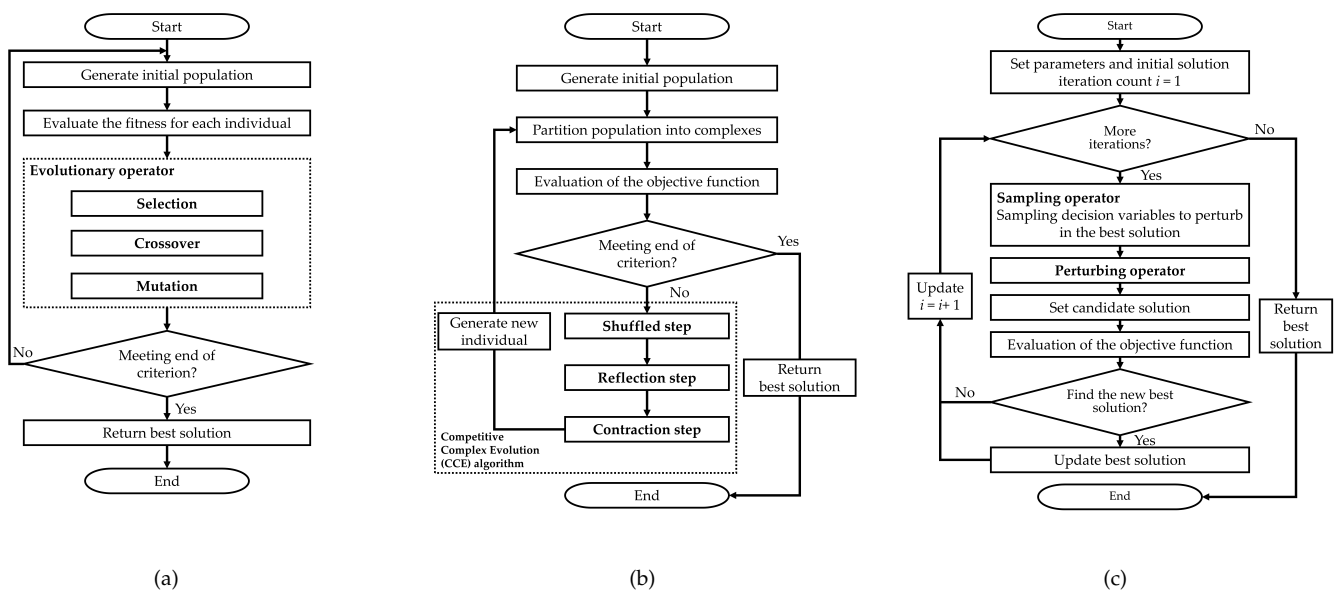 Start
Generate initial population
Evaluate the fitness for each individual
Evolutionary operator
Selection
Crossover
Mutation
No
Meeting end of
criterion?
Yes
Return best solution
End
(a)
Start
Generate initial population
Partition population into complexes
Evaluation of the objective function
Meeting end of
criterion?
Yes
No
Generate new
individual
Shuffled step
Reflection step
Contraction step
Competitive
Complex Evolution
(CCE) algorithm
Return
best solution
End
(b)
Start
Set parameters and initial solution
iteration count i = 1
More
iterations?
No
Yes
Sampling operator
Sampling decision variables to perturb
in the best solution
Perturbing operator
Update
i = i+ 1
Set candidate solution
Return
best
solution
Evaluation of the objective function
No
Find the new best
solution?
Yes
Update best solution
End
(c)